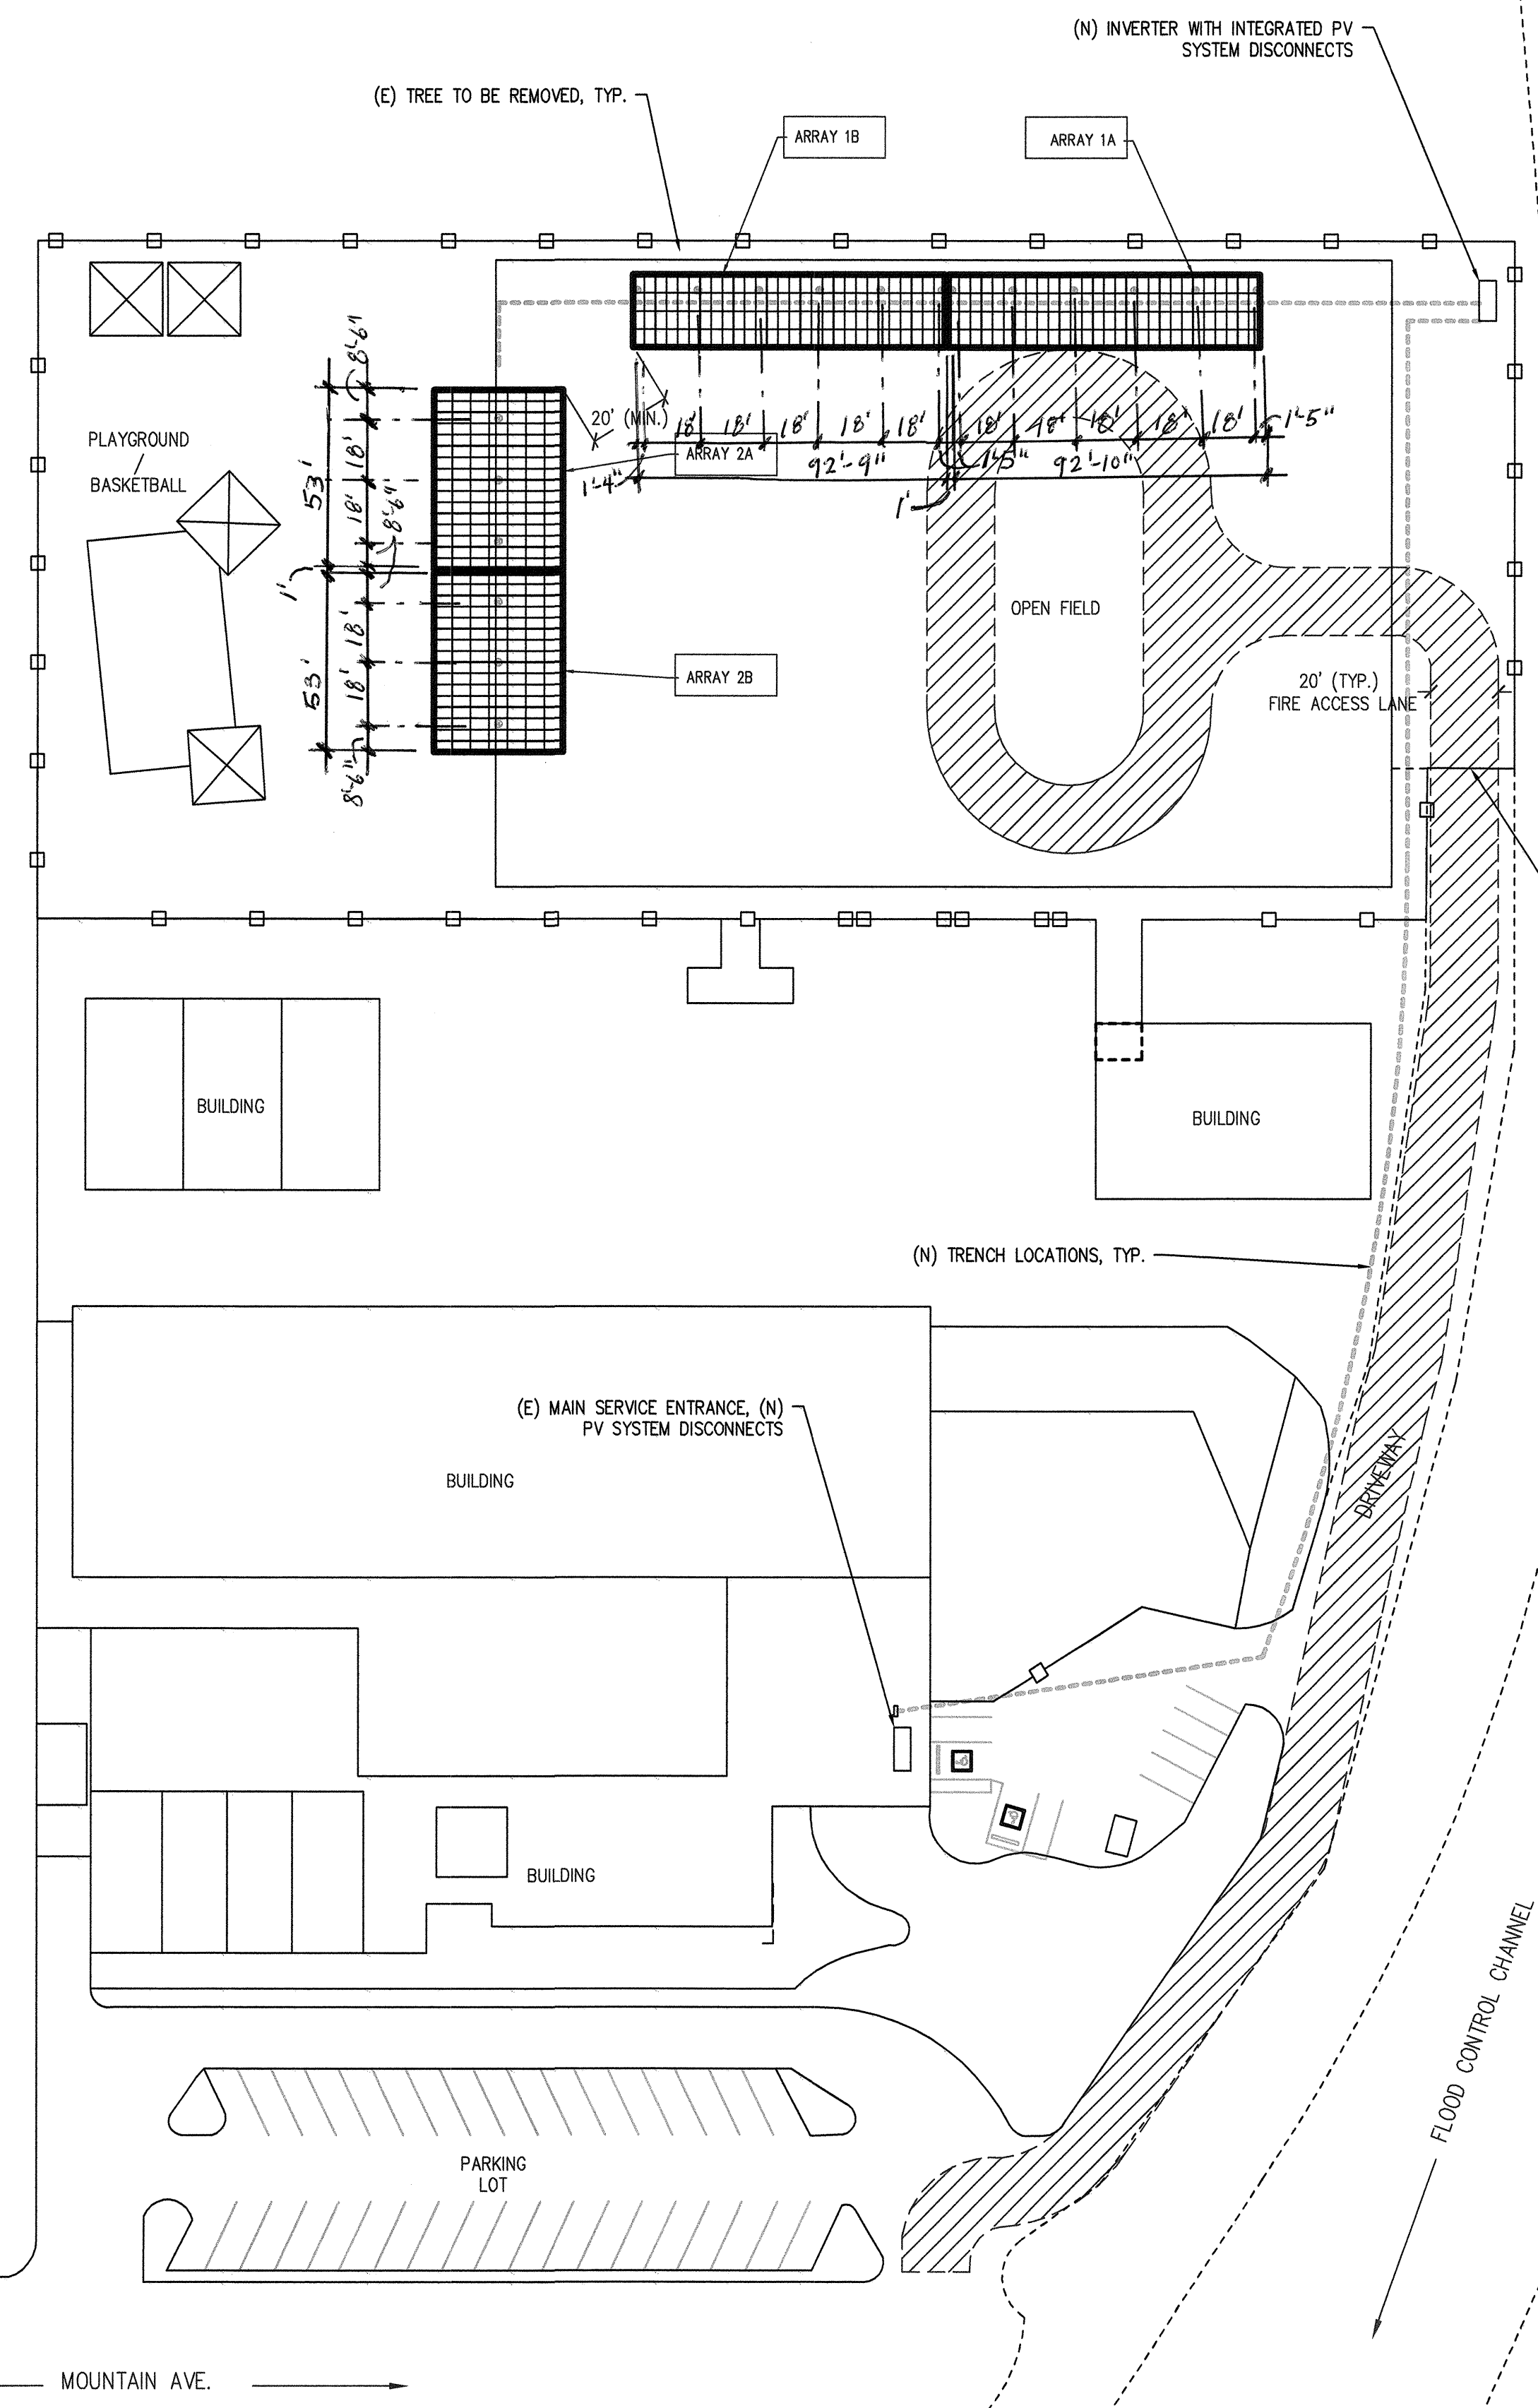 (N) INVERTER WITH INTEGRATED PV
SYSTEM DISCONNECTS
(E) TREE TO BE REMOVED, TYP.
ARRAY 1B
ARRAY 1A
8'-6"
18'
53'
18'
8'-6"
1'
18'
53'
18'
8'-6"
PLAYGROUND
/
BASKETBALL
20' (MIN.)
18' 18' 18' 18' 18' 18' 18' 18' 18' 18' 1'-5"
ARRAY 2A
1'-4" 92'-9" 1'-5" 92'-10"
1'
OPEN FIELD
ARRAY 2B
20' (TYP.)
FIRE ACCESS LANE
BUILDING
BUILDING
(N) TRENCH LOCATIONS, TYP.
(E) MAIN SERVICE ENTRANCE, (N)
PV SYSTEM DISCONNECTS
BUILDING
DRIVEWAY
BUILDING
FLOOD CONTROL CHANNEL
PARKING
LOT
MOUNTAIN AVE.